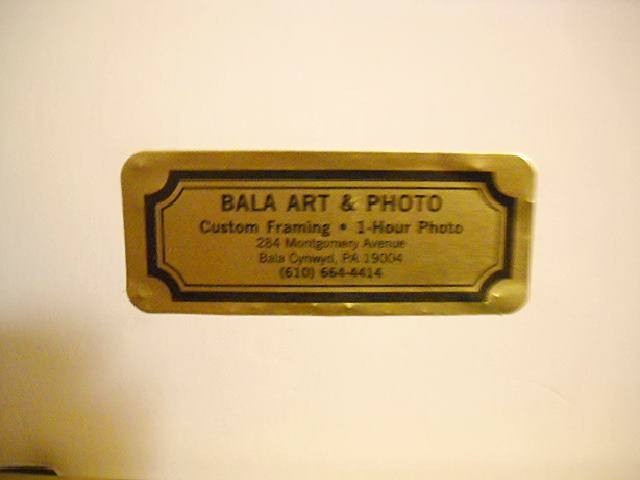 BALA ART & PHOTO
Custom Framing • 1-Hour Photo
284 Montgomery Avenue
Bala Cynwyd, PA 19004
(610) 664-4414